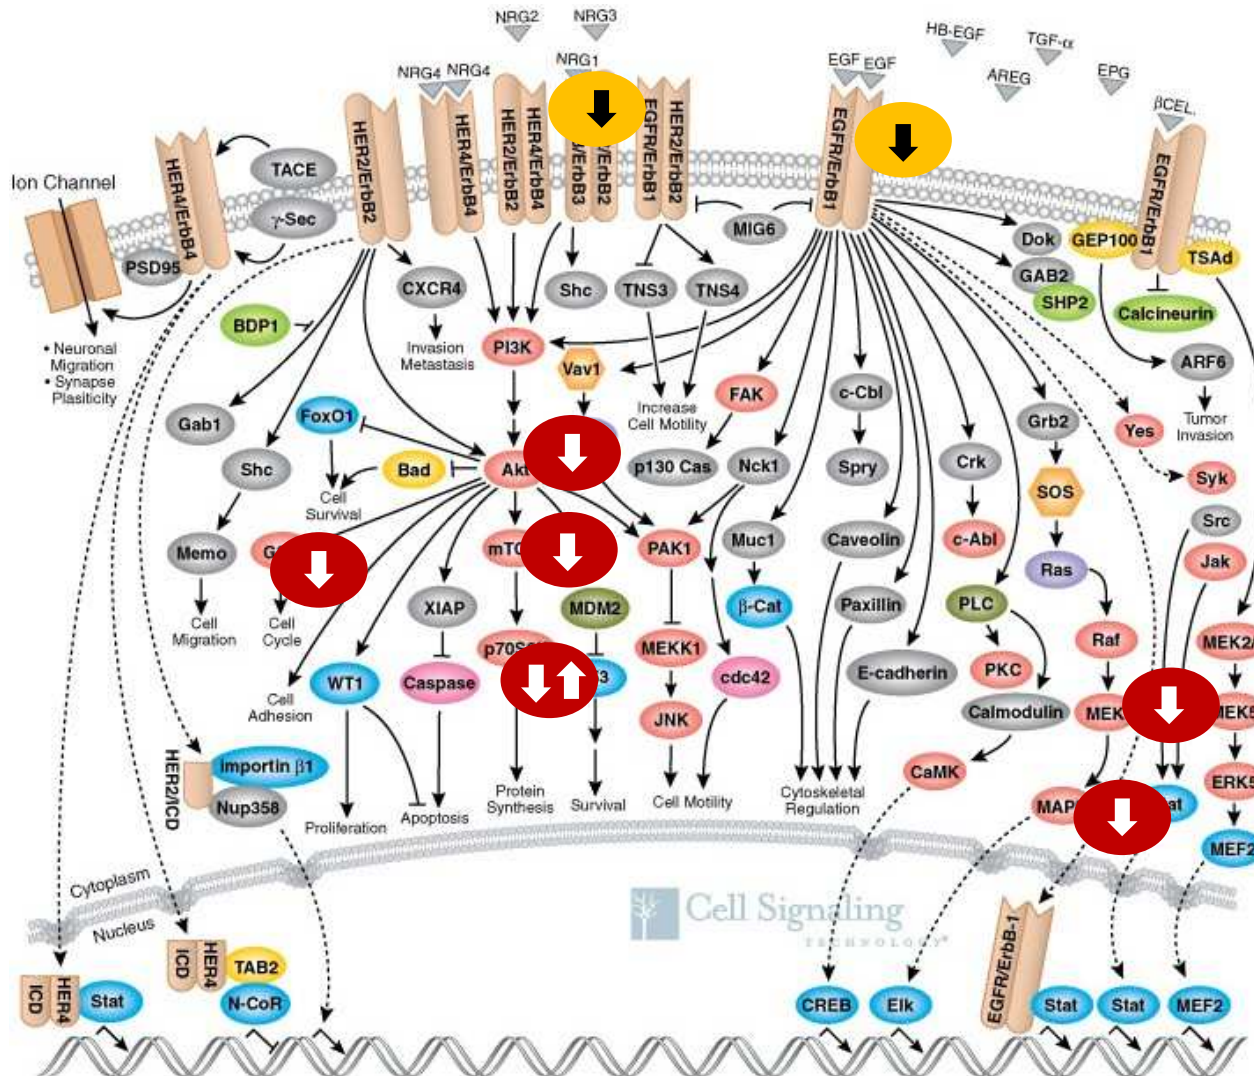 NRG2
NRG3
NRG4
NRG4
NRG1
EGF
EGF
HB-EGF
TGF-α
AREG
EPG
βCEL.
Ion Channel
TACE
γ-Sec
HER4/ErbB4
PSD95
HER2/ErbB2
HER4/ErbB4
HER2/ErbB2
HER4/ErbB4
EGFR/ErbB1
HER2/ErbB2
MIG6
EGFR/ErbB1
EGFR/ErbB1
Dok
GAB2
SHP2
GEP100
TSAd
Calcineurin
• Neuronal
Migration
• Synapse
Plasticity
BDP1
CXCR4
Invasion
Metastasis
PI3K
Shc
TNS3
TNS4
Vav1
Increase
Cell Motility
FAK
c-Cbl
ARF6
Tumor
Invasion
Gab1
FoxO1
Bad
Cell
Survival
Akt
p130 Cas
Nck1
Spry
Crk
Grb2
SOS
Yes
Syk
Src
Jak
Shc
Memo
Cell
Migration
Cell
Cycle
XIAP
MDM2
PAK1
Muc1
β-Cat
Caveolin
Paxillin
c-Abl
Ras
PLC
PKC
Raf
WT1
Caspase
MEKK1
JNK
cdc42
E-cadherin
Calmodulin
CaMK
MEK
ERK5
MEF2
Cell
Adhesion
importin β1
Nup358
HER2/ICD
Proliferation
Apoptosis
Protein
Synthesis
Survival
Cell Motility
Cytoskeletal
Regulation
Cytoplasm
Nucleus
Cell Signaling
TECHNOLOGY®
ICD
HER4
Stat
ICD
HER4
TAB2
N-CoR
CREB
Elk
EGFR/ErbB-1
Stat
Stat
MEF2